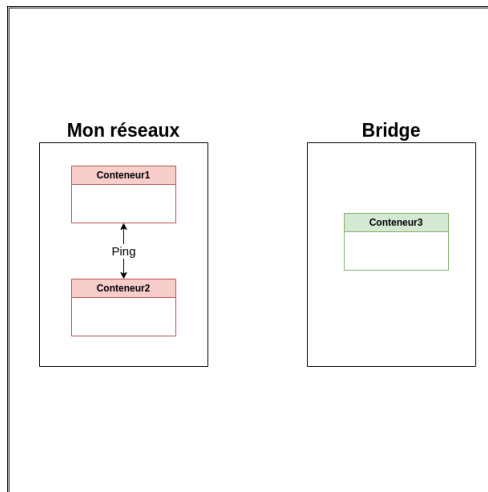 Mon réseaux
Conteneur1
Ping
Conteneur2
Bridge
Conteneur3